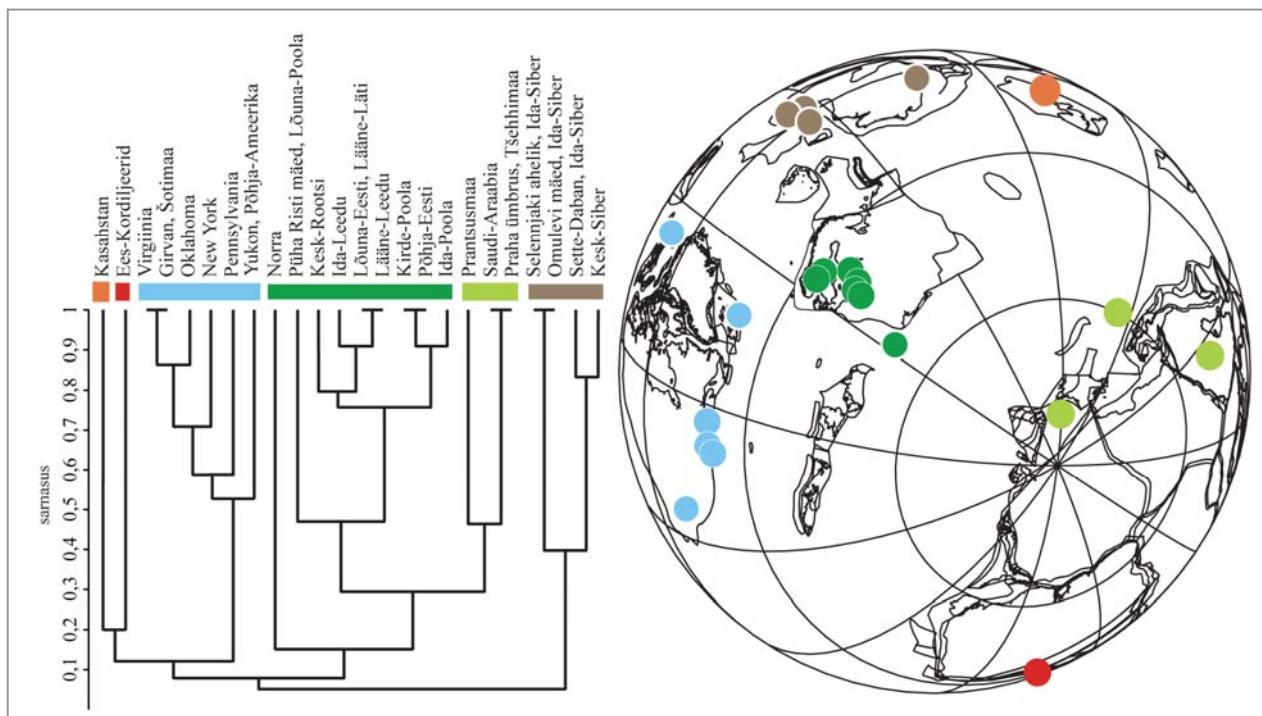 Kasahstan
Ees-Kordiljeerid
Virgiinia
Girvan, Šotimaa
Oklahoma
New York
Pennsylvania
Yukon, Põhja-Ameerika
Norra
Püha Risti mäed, Lõuna-Poola
Kesk-Rootsi
Ida-Leedu
Lõuna-Eesti, Lääne-Läti
Lääne-Leedu
Kirde-Poola
Põhja-Eesti
Ida-Poola
Prantsusmaa
Saudi-Araabia
Praha ümbrus, Tšehhimaa
Selennjaki ahelik, Ida-Siber
Omulevi mäed, Ida-Siber
Sette-Daban, Ida-Siber
Kesk-Siber
1
0,9
0,8
0,7
0,6
0,5
0,4
0,3
0,2
0,1
sarnasus